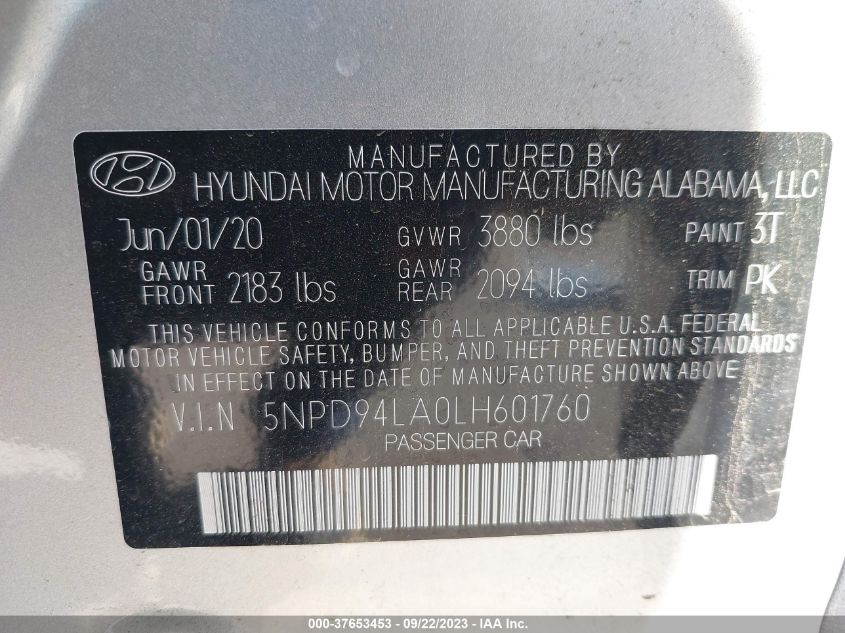 MANUFACTURED BY
HYUNDAI MOTOR MANUFACTURING ALABAMA, LLC
Jun/01/20 GVWR 3880 lbs PAINT 3T
GAWR FRONT 2183 lbs GAWR REAR 2094 lbs TRIM PK
THIS VEHICLE CONFORMS TO ALL APPLICABLE U.S.A. FEDERAL
MOTOR VEHICLE SAFETY, BUMPER, AND THEFT PREVENTION STANDARDS
IN EFFECT ON THE DATE OF MANUFACTURE SHOWN ABOVE.
V.I.N 5NPD94LA0LH601760
PASSENGER CAR
000-37653453 - 09/22/2023 - IAA Inc.